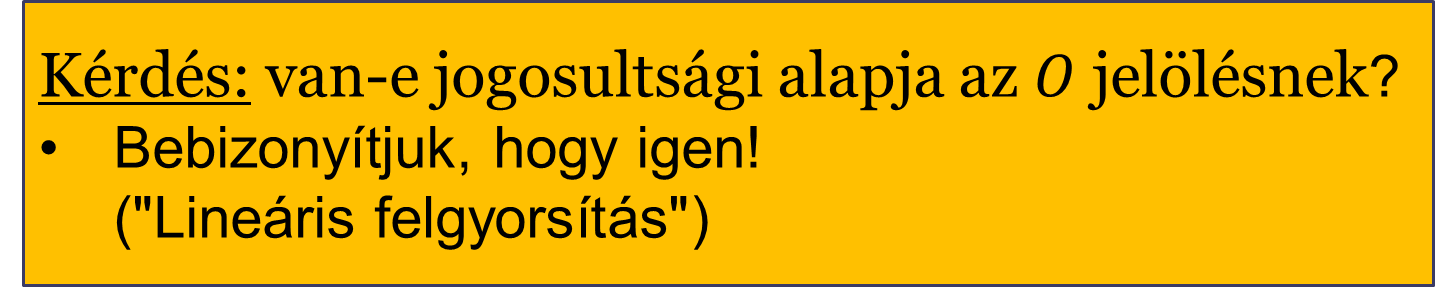 Kérdés: van-e jogosultsági alapja az O jelölésnek?
• Bebizonyítjuk, hogy igen!
("Lineáris felgyorsítás")